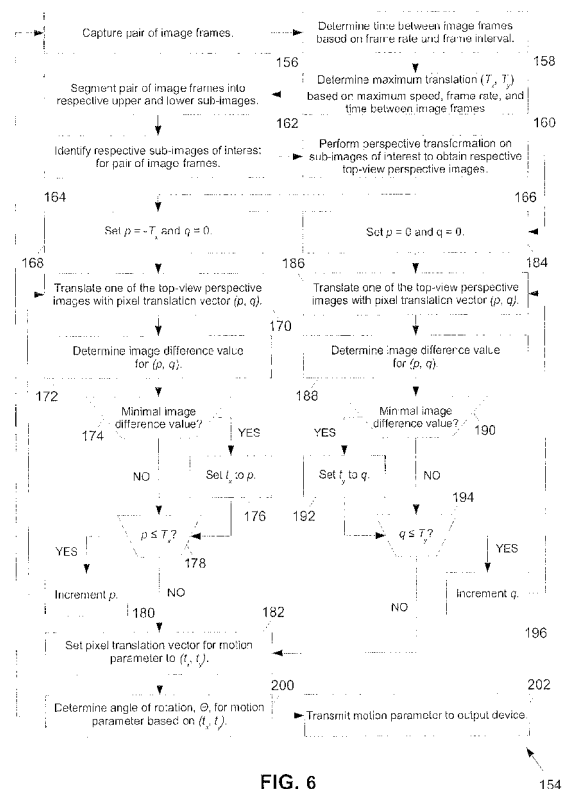 Capture pair of image frames.
Determine time between image frames
based on frame rate and frame interval.
156
158
Segment pair of image frames into
respective upper and lower sub-images.
Determine maximum translation (Tx, Ty)
based on maximum speed, frame rate, and
time between image frames
162
160
Identify respective sub-images of interest
for pair of image frames.
Perform perspective transformation on
sub-images of interest to obtain respective
top-view perspective images.
164
166
Set p = -Tx and q = 0.
Set p = 0 and q = 0.
168
186
184
Translate one of the top-view perspective
images with pixel translation vector (p, q).
Translate one of the top-view perspective
images with pixel translation vector (p, q).
170
Determine image difference value
for (p, q).
Determine image difference value
for (p, q).
172
188
Minimal image
difference value?
Minimal image
difference value?
174
190
YES
YES
NO
NO
Set tx to p.
Set ty to q.
176
192
194
p ≤ Tx?
q ≤ Ty?
YES
178
YES
Increment p.
NO
Increment q.
180
182
NO
196
Set pixel translation vector for motion
parameter to (tx, ty).
200
202
Determine angle of rotation, Θ, for motion
parameter based on (tx, ty).
Transmit motion parameter to output device.
FIG. 6
154